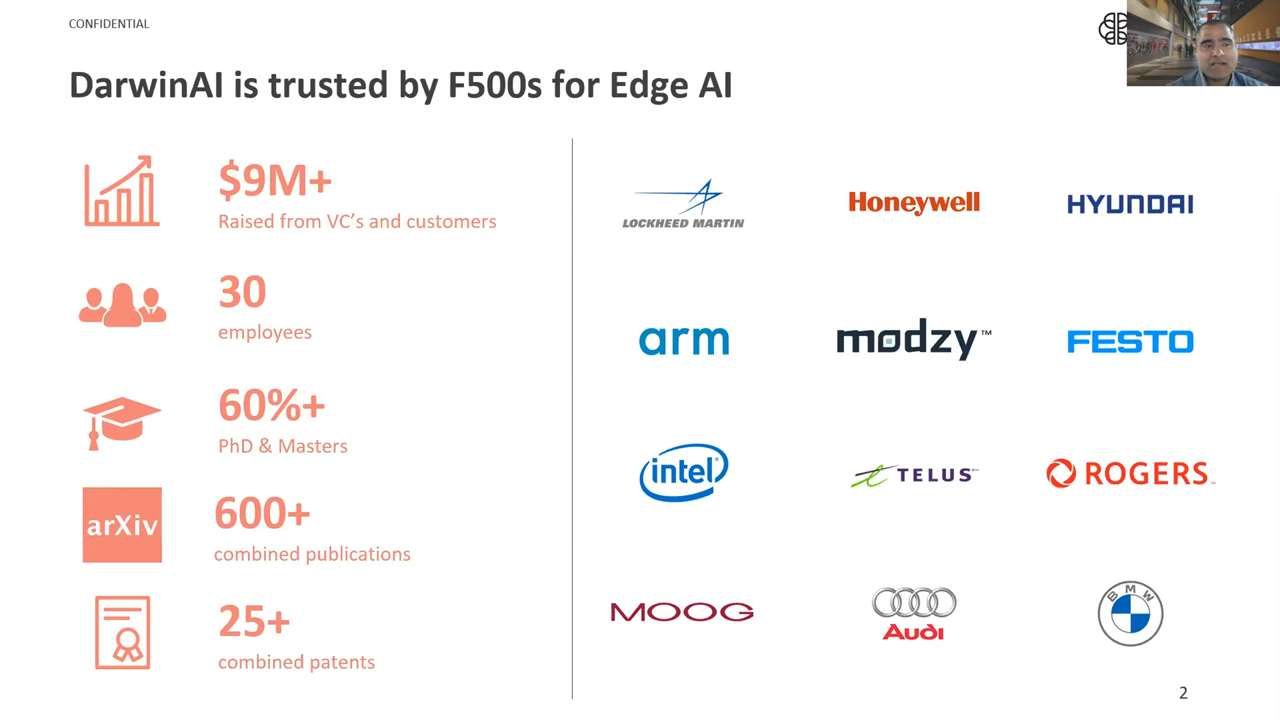 CONFIDENTIAL
DarwinAI is trusted by F500s for Edge AI
$9M+
Raised from VC's and customers
30
employees
60%+
PhD & Masters
arXiv
600+
combined publications
25+
combined patents
LOCKHEED MARTIN
Honeywell
HYUNDAI
arm
modzy™
FESTO
intel®
TELUS
ROGERS™
MOOG
Audi
BMW
2